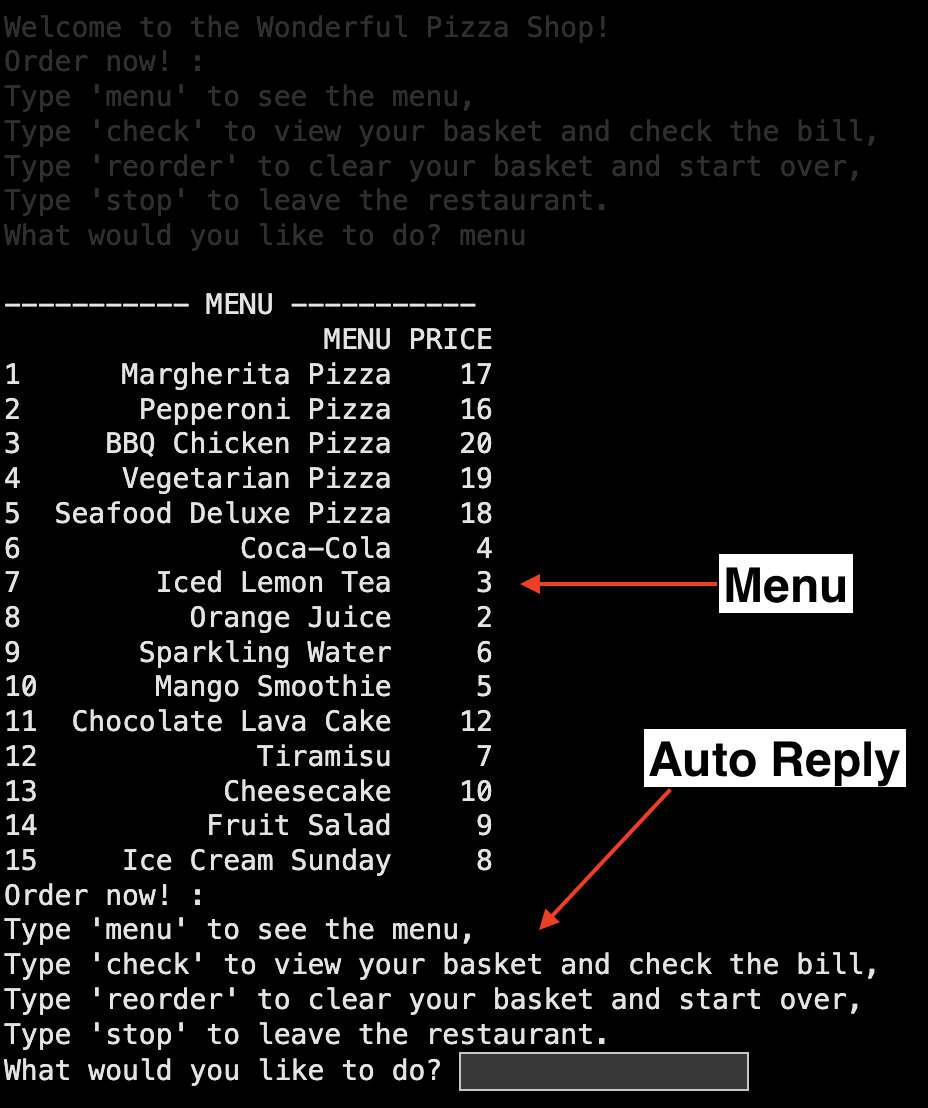 Welcome to the Wonderful Pizza Shop!
Order now! :
Type 'menu' to see the menu,
Type 'check' to view your basket and check the bill,
Type 'reorder' to clear your basket and start over,
Type 'stop' to leave the restaurant.
What would you like to do? menu
----------- MENU -----------
MENU PRICE
1 Margherita Pizza 17
2 Pepperoni Pizza 16
3 BBQ Chicken Pizza 20
4 Vegetarian Pizza 19
5 Seafood Deluxe Pizza 18
6 Coca-Cola 4
7 Iced Lemon Tea 3
Menu
8 Orange Juice 2
9 Sparkling Water 6
10 Mango Smoothie 5
11 Chocolate Lava Cake 12
12 Tiramisu 7
Auto Reply
13 Cheesecake 10
14 Fruit Salad 9
15 Ice Cream Sunday 8
Order now! :
Type 'menu' to see the menu,
Type 'check' to view your basket and check the bill,
Type 'reorder' to clear your basket and start over,
Type 'stop' to leave the restaurant.
What would you like to do?